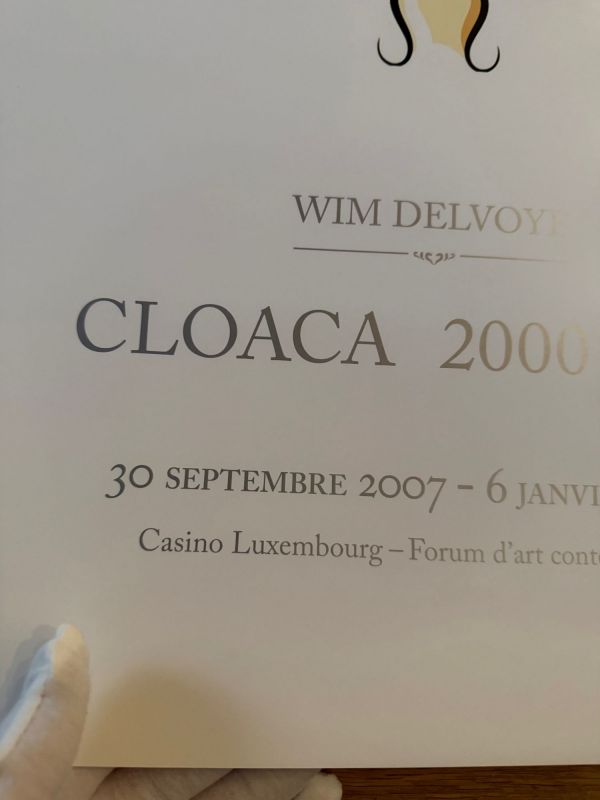 WIM DELVOYE
CLOACA 2000
30 SEPTEMBRE 2007 – 6 JANVI
Casino Luxembourg – Forum d'art conte